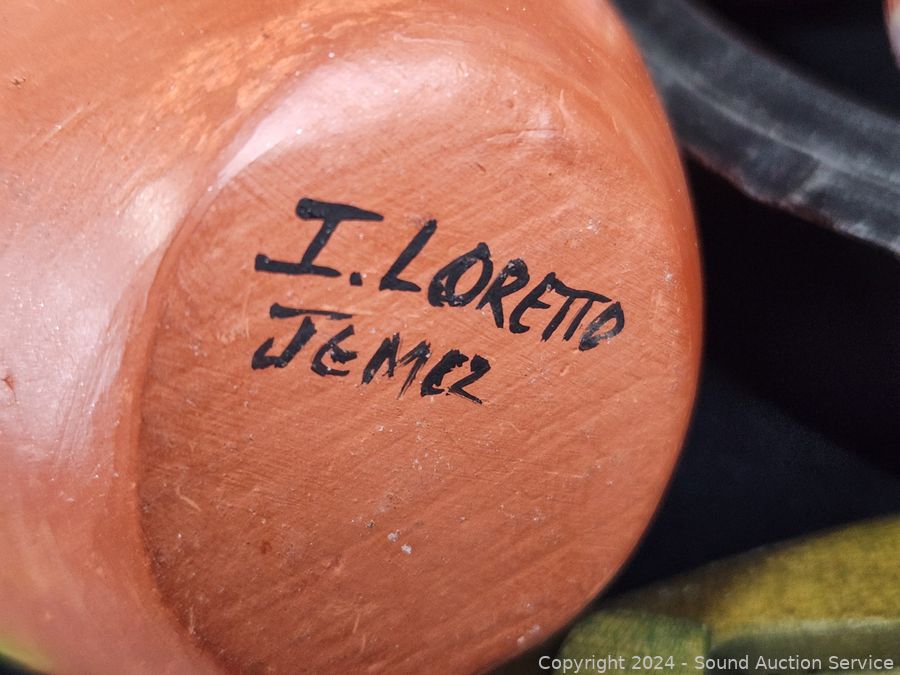 I. LORETTO
JEMEZ
Copyright © 2024 - Sound Auction Service